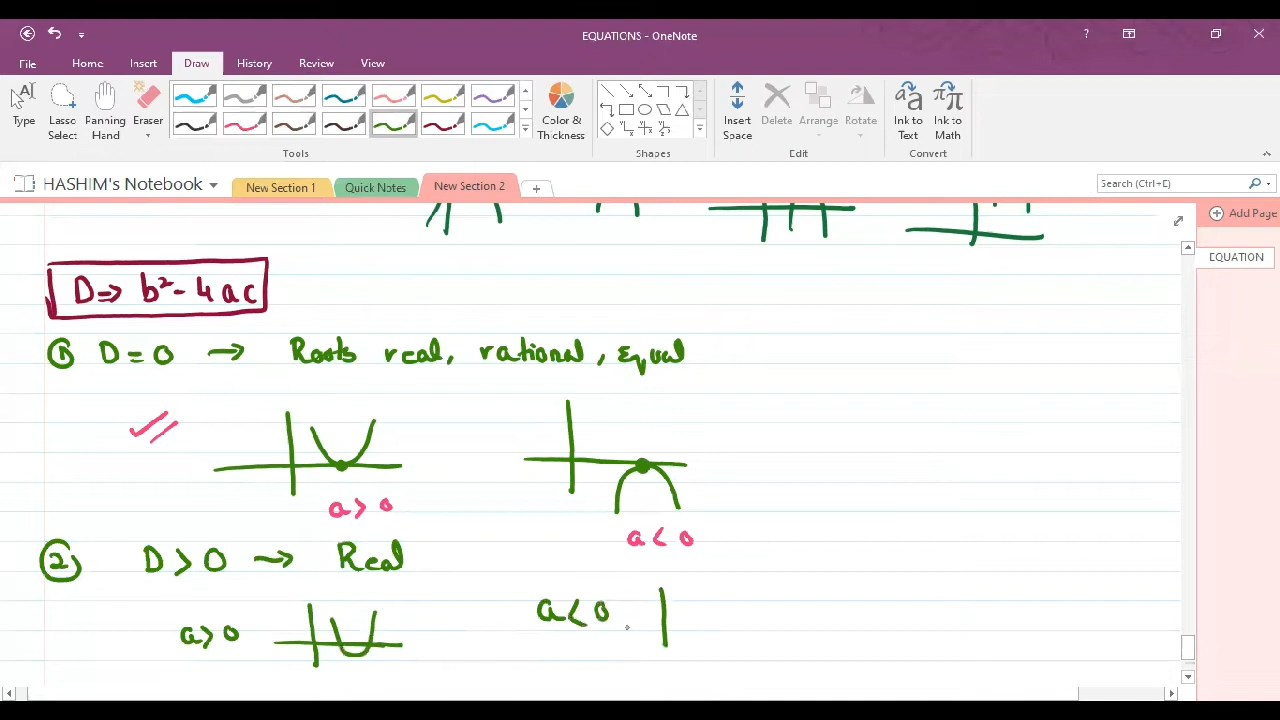 EQUATIONS - OneNote
File Home Insert Draw History Review View
Type
Lasso Select
Panning Hand
Eraser
Color & Thickness
Insert Space
Delete
Arrange
Rotate
Ink to Text
Ink to Math
Tools
Shapes
Edit
Convert
HASHIM's Notebook
New Section 1
Quick Notes
New Section 2
Search (Ctrl+E)
Add Page
EQUATION
D ⇒ b² - 4ac
① D = 0 → Roots real, rational, Equal
a > 0
a < 0
② D > 0 → Real
a > 0
a < 0